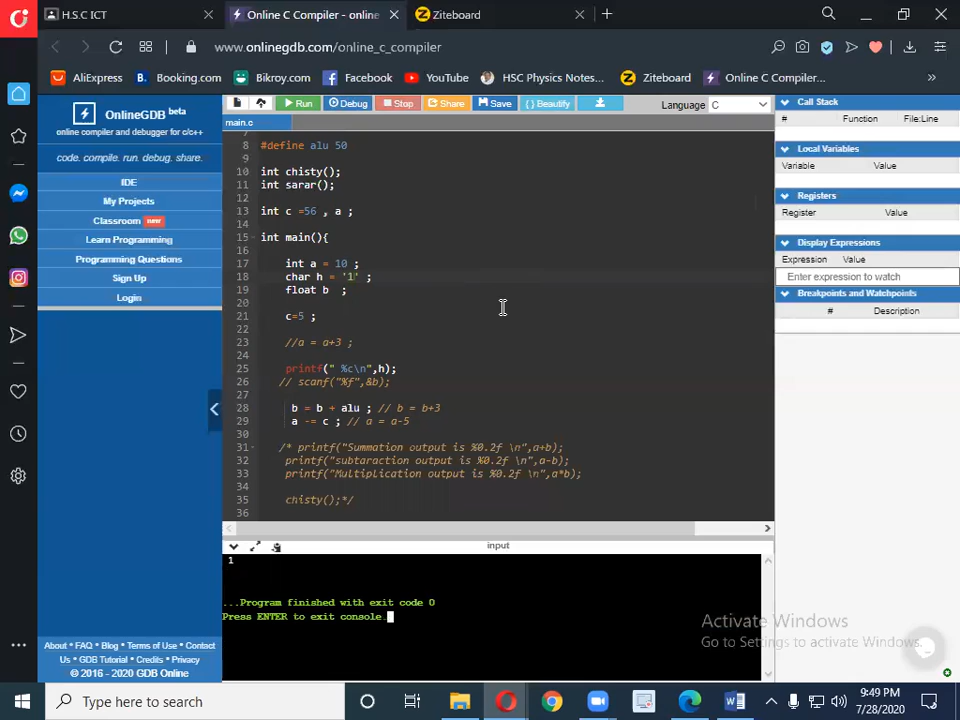 H.S.C ICT
Online C Compiler - online
Ziteboard
www.onlinegdb.com/online_c_compiler
AliExpress
B. Booking.com
Bikroy.com
Facebook
YouTube
HSC Physics Notes...
Ziteboard
Online C Compiler...
»
OnlineGDB beta
online compiler and debugger for c/c++
code. compile. run. debug. share.
IDE
My Projects
Classroom new
Learn Programming
Programming Questions
Sign Up
Login
About • FAQ • Blog • Terms of Use • Contact
Us • GDB Tutorial • Credits • Privacy
© 2016 - 2020 GDB Online
Run
Debug
Stop
Share
Save
{ } Beautify
Language C
main.c
7
8 #define alu 50
9
10 int chisty();
11 int sarar();
12
13 int c =56 , a ;
14
15 int main(){
16
17 int a = 10 ;
18 char h = '1' ;
19 float b ;
20
21 c=5 ;
22
23 //a = a+3 ;
24
25 printf(" %c\n",h);
26 // scanf("%f",&b);
27
28 b = b + alu ; // b = b+3
29 a -= c ; // a = a-5
30
31 /* printf("Summation output is %0.2f \n",a+b);
32 printf("subtaraction output is %0.2f \n",a-b);
33 printf("Multiplication output is %0.2f \n",a*b);
34
35 chisty();*/
36
input
1
...Program finished with exit code 0
Press ENTER to exit console.
Call Stack
# Function File:Line
Local Variables
Variable Value
Registers
Register Value
Display Expressions
Expression Value
Enter expression to watch
Breakpoints and Watchpoints
# Description
Activate Windows
Go to Settings to activate Windows.
Type here to search
9:49 PM
7/28/2020